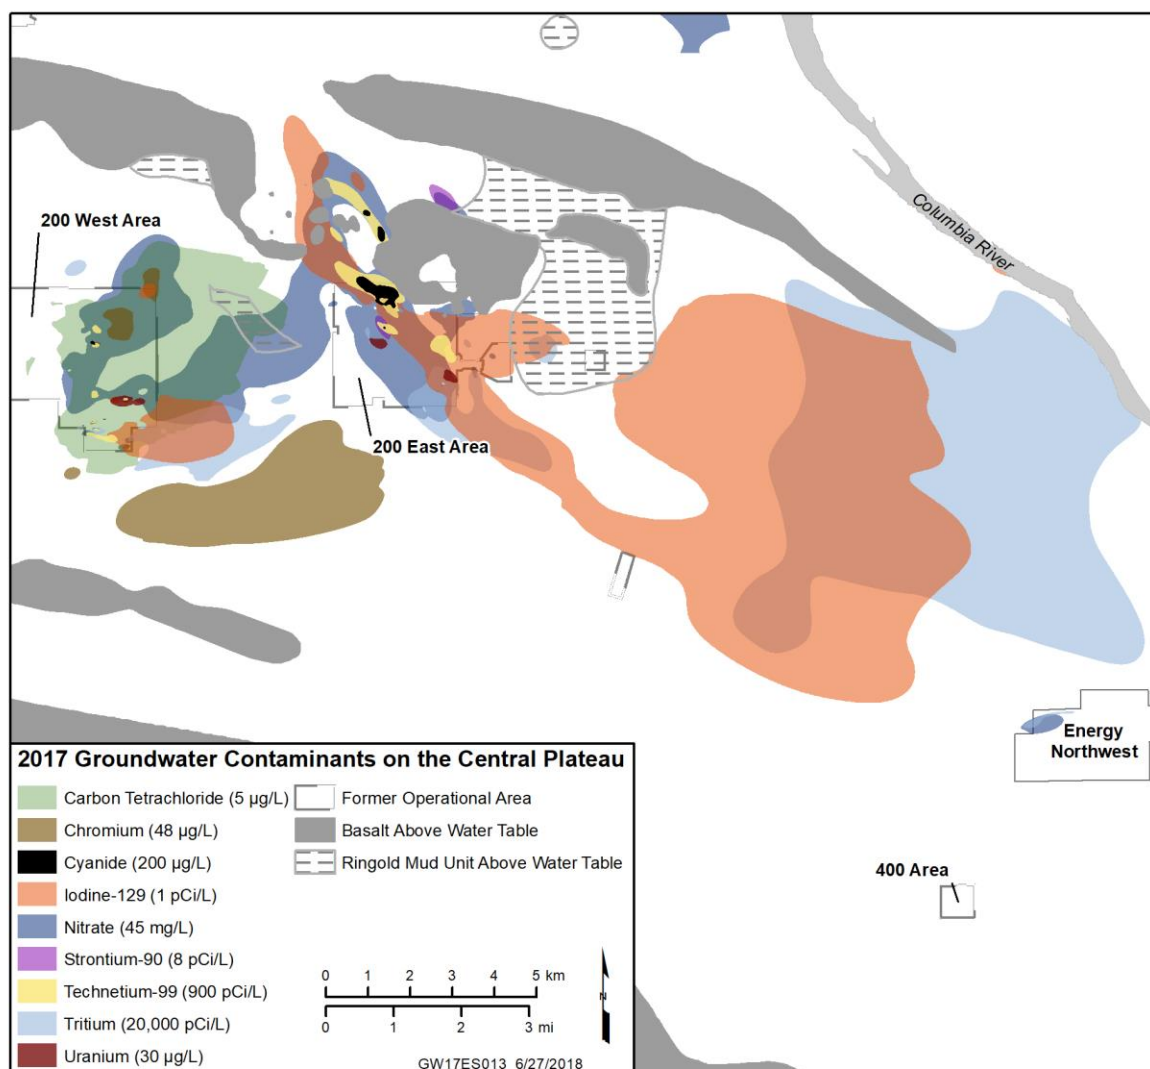 200 West Area
Columbia River
200 East Area
Energy
Northwest
400 Area
2017 Groundwater Contaminants on the Central Plateau
Carbon Tetrachloride (5 µg/L)
Chromium (48 µg/L)
Cyanide (200 µg/L)
Iodine-129 (1 pCi/L)
Nitrate (45 mg/L)
Strontium-90 (8 pCi/L)
Technetium-99 (900 pCi/L)
Tritium (20,000 pCi/L)
Uranium (30 µg/L)
Former Operational Area
Basalt Above Water Table
Ringold Mud Unit Above Water Table
0 1 2 3 4 5 km
0 1 2 3 mi
N
GW17ES013 6/27/2018